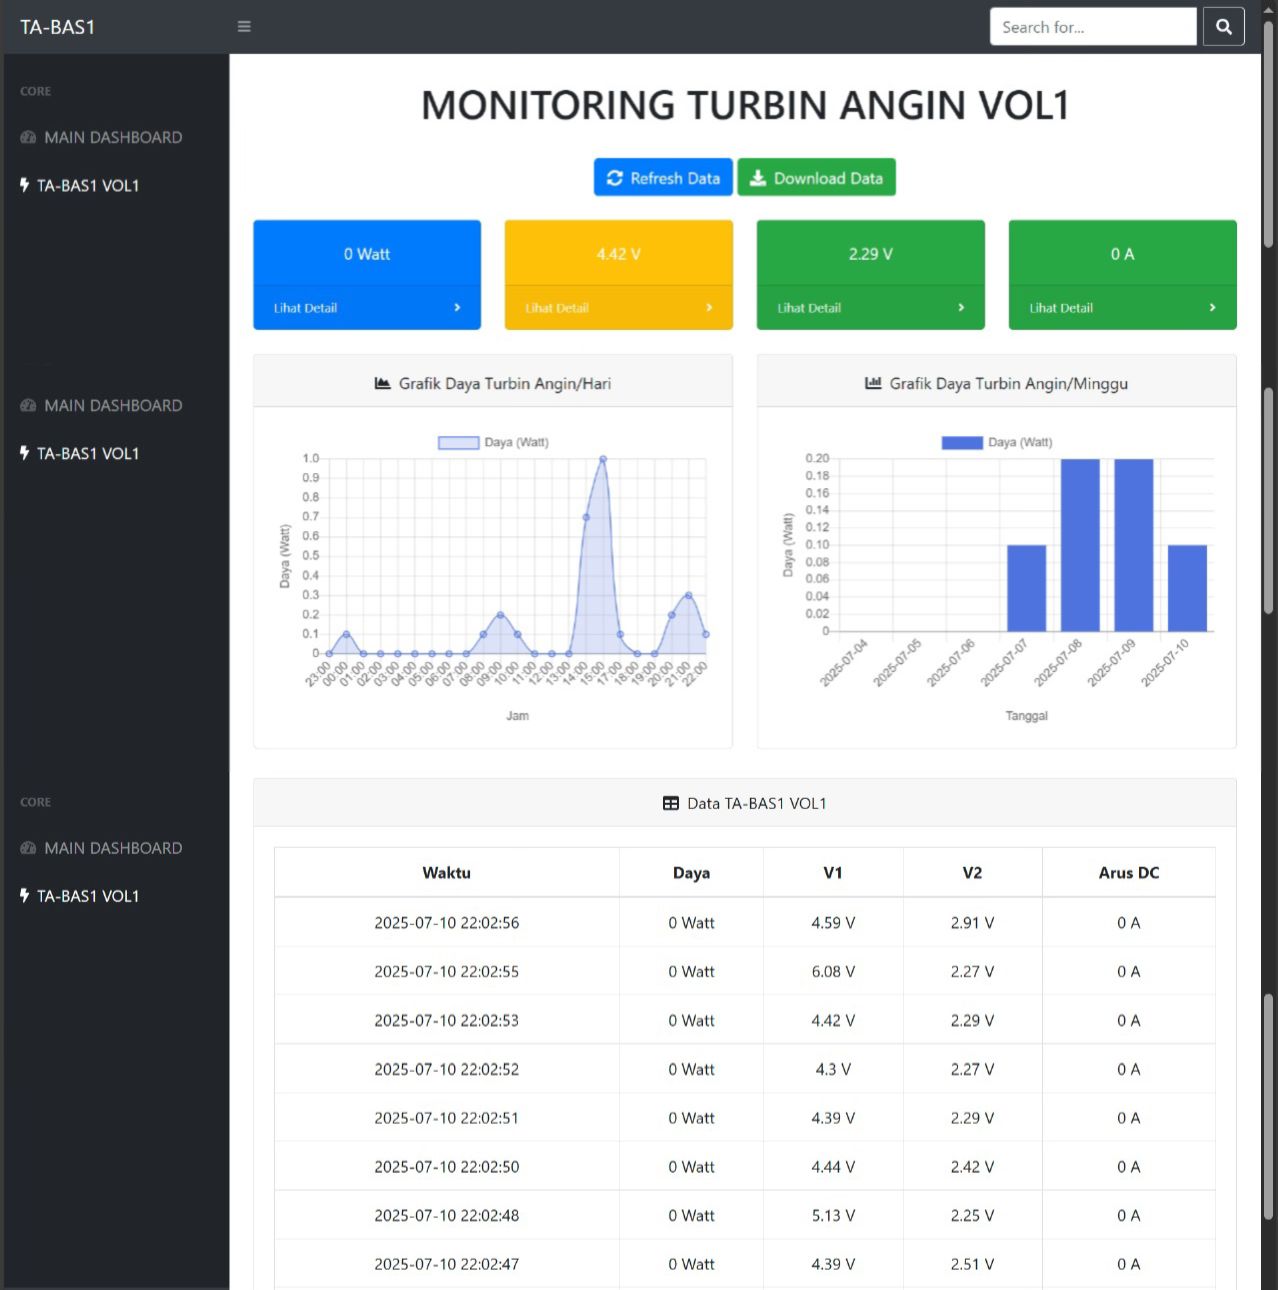 TA-BAS1
Search for...
CORE
MAIN DASHBOARD
TA-BAS1 VOL1
MONITORING TURBIN ANGIN VOL1
Refresh Data
Download Data
0 Watt
4.42 V
2.29 V
0 A
Lihat Detail
Lihat Detail
Lihat Detail
Lihat Detail
MAIN DASHBOARD
TA-BAS1 VOL1
Grafik Daya Turbin Angin/Hari
Daya (Watt)
Daya (Watt)
1.0
0.9
0.8
0.7
0.6
0.5
0.4
0.3
0.2
0.1
0
23:00 00:00 01:00 02:00 03:00 04:00 05:00 06:00 07:00 08:00 09:00 10:00 11:00 12:00 13:00 14:00 15:00 17:00 18:00 19:00 20:00 21:00 22:00
Jam
Grafik Daya Turbin Angin/Minggu
Daya (Watt)
Daya (Watt)
0.20
0.18
0.16
0.14
0.12
0.10
0.08
0.06
0.04
0.02
0
2025-07-04 2025-07-05 2025-07-06 2025-07-07 2025-07-08 2025-07-09 2025-07-10
Tanggal
CORE
MAIN DASHBOARD
TA-BAS1 VOL1
Data TA-BAS1 VOL1
Waktu Daya V1 V2 Arus DC
2025-07-10 22:02:56 0 Watt 4.59 V 2.91 V 0 A
2025-07-10 22:02:55 0 Watt 6.08 V 2.27 V 0 A
2025-07-10 22:02:53 0 Watt 4.42 V 2.29 V 0 A
2025-07-10 22:02:52 0 Watt 4.3 V 2.27 V 0 A
2025-07-10 22:02:51 0 Watt 4.39 V 2.29 V 0 A
2025-07-10 22:02:50 0 Watt 4.44 V 2.42 V 0 A
2025-07-10 22:02:48 0 Watt 5.13 V 2.25 V 0 A
2025-07-10 22:02:47 0 Watt 4.39 V 2.51 V 0 A